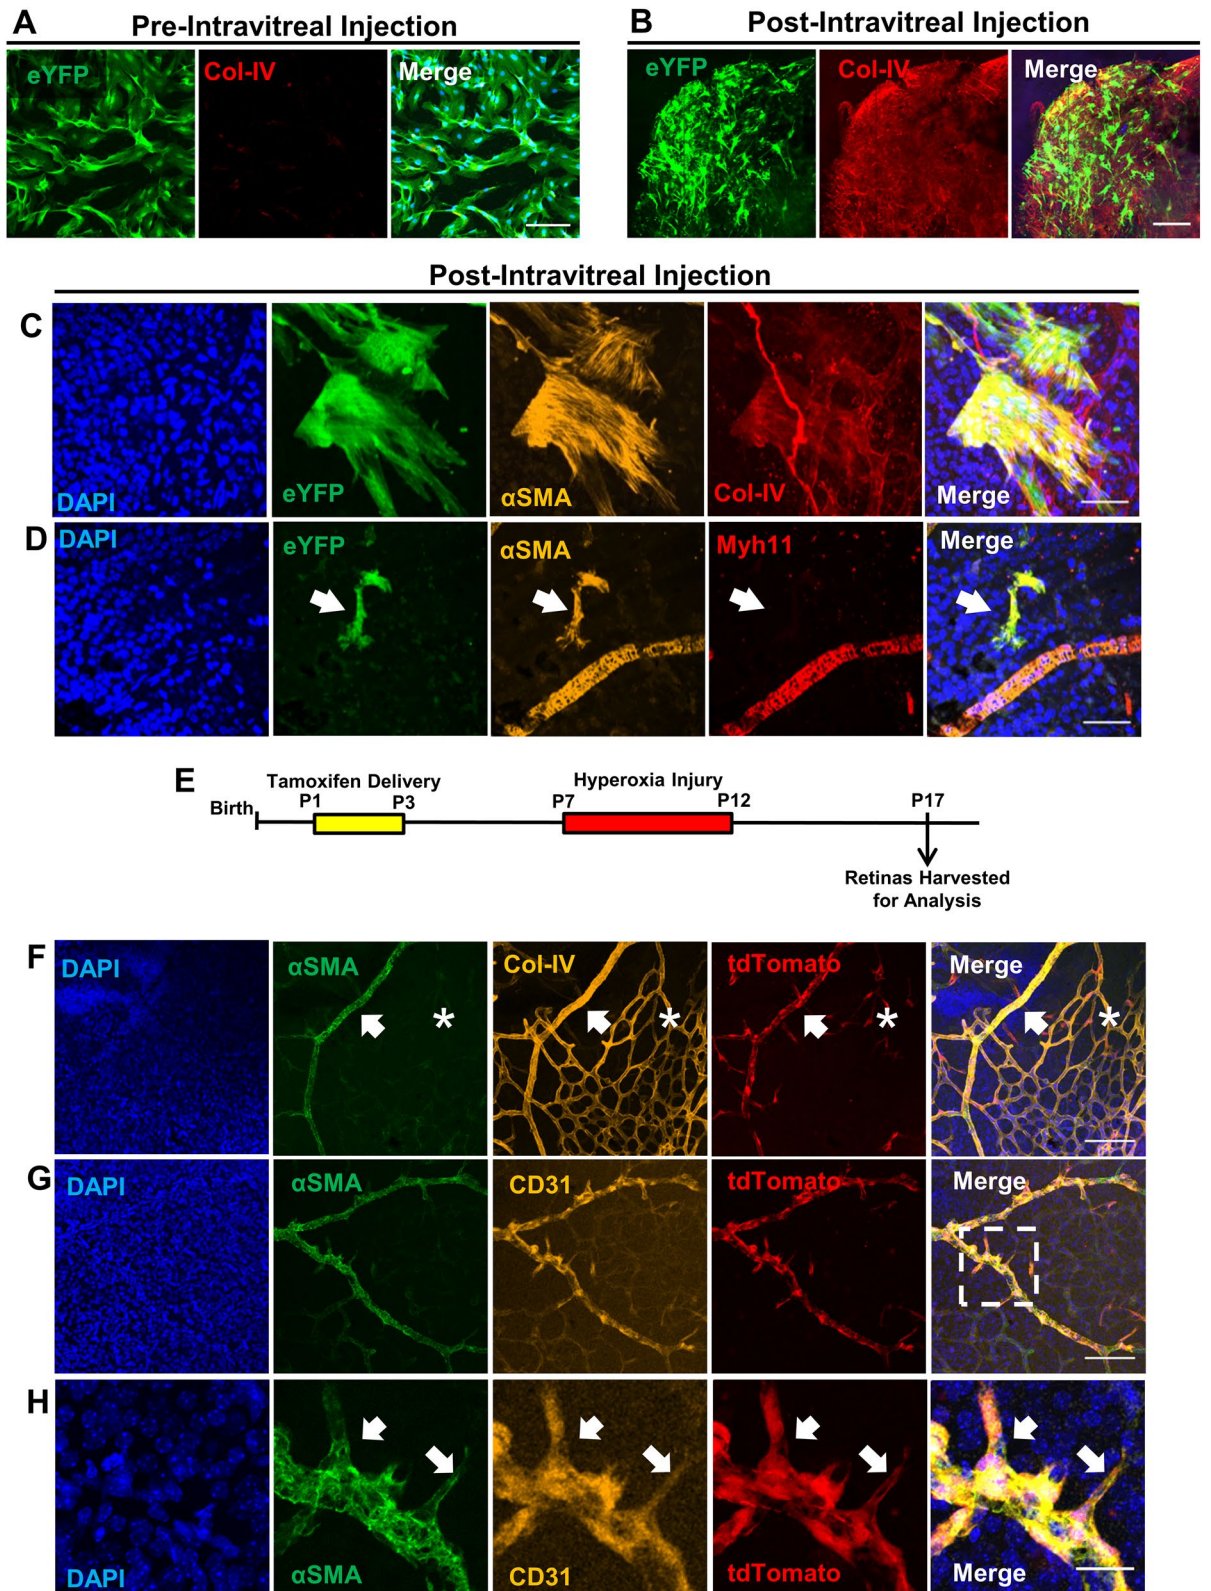 A
Pre-Intravitreal Injection
eYFP
Col-IV
Merge
B
Post-Intravitreal Injection
eYFP
Col-IV
Merge
Post-Intravitreal Injection
C
DAPI
eYFP
αSMA
Col-IV
Merge
D
DAPI
eYFP
αSMA
Myh11
Merge
E
Tamoxifen Delivery
Hyperoxia Injury
Birth
P1
P3
P7
P12
P17
Retinas Harvested
for Analysis
F
DAPI
αSMA
Col-IV
tdTomato
Merge
*
*
*
*
G
DAPI
αSMA
CD31
tdTomato
Merge
H
DAPI
αSMA
CD31
tdTomato
Merge